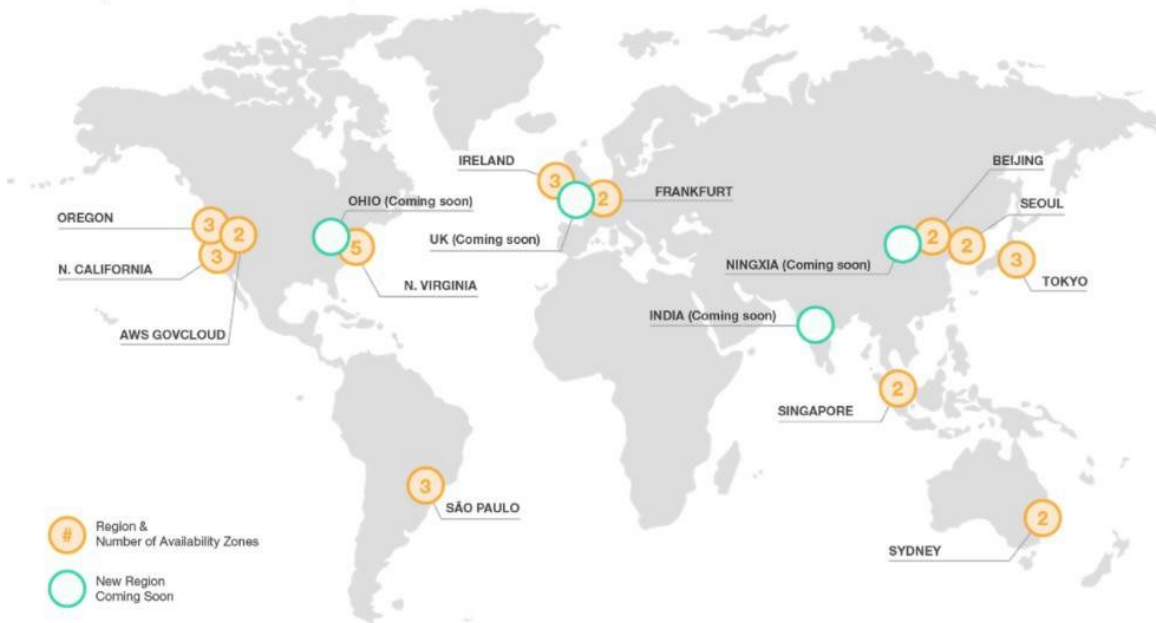 IRELAND
3
BEIJING
OHIO (Coming soon)
2
FRANKFURT
SEOUL
OREGON
3
2
UK (Coming soon)
2
2
N. CALIFORNIA
3
5
NINGXIA (Coming soon)
3
TOKYO
N. VIRGINIA
INDIA (Coming soon)
AWS GOVCLOUD
2
SINGAPORE
3
SÃO PAULO
2
SYDNEY
# Region &
Number of Availability Zones
New Region
Coming Soon